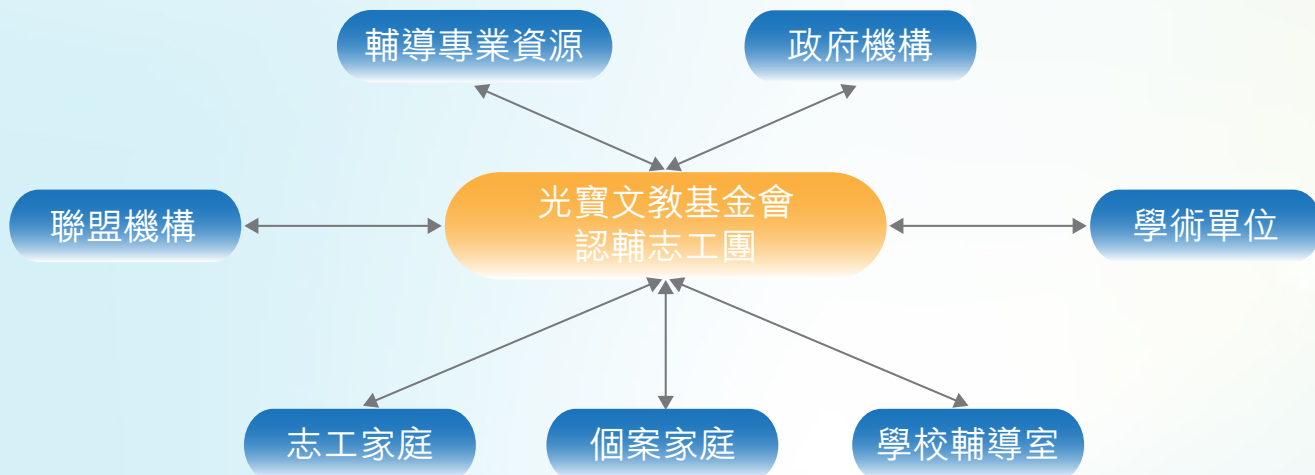 輔導專業資源
政府機構
聯盟機構
光寶文教基金會
認輔志工團
學術單位
志工家庭
個案家庭
學校輔導室